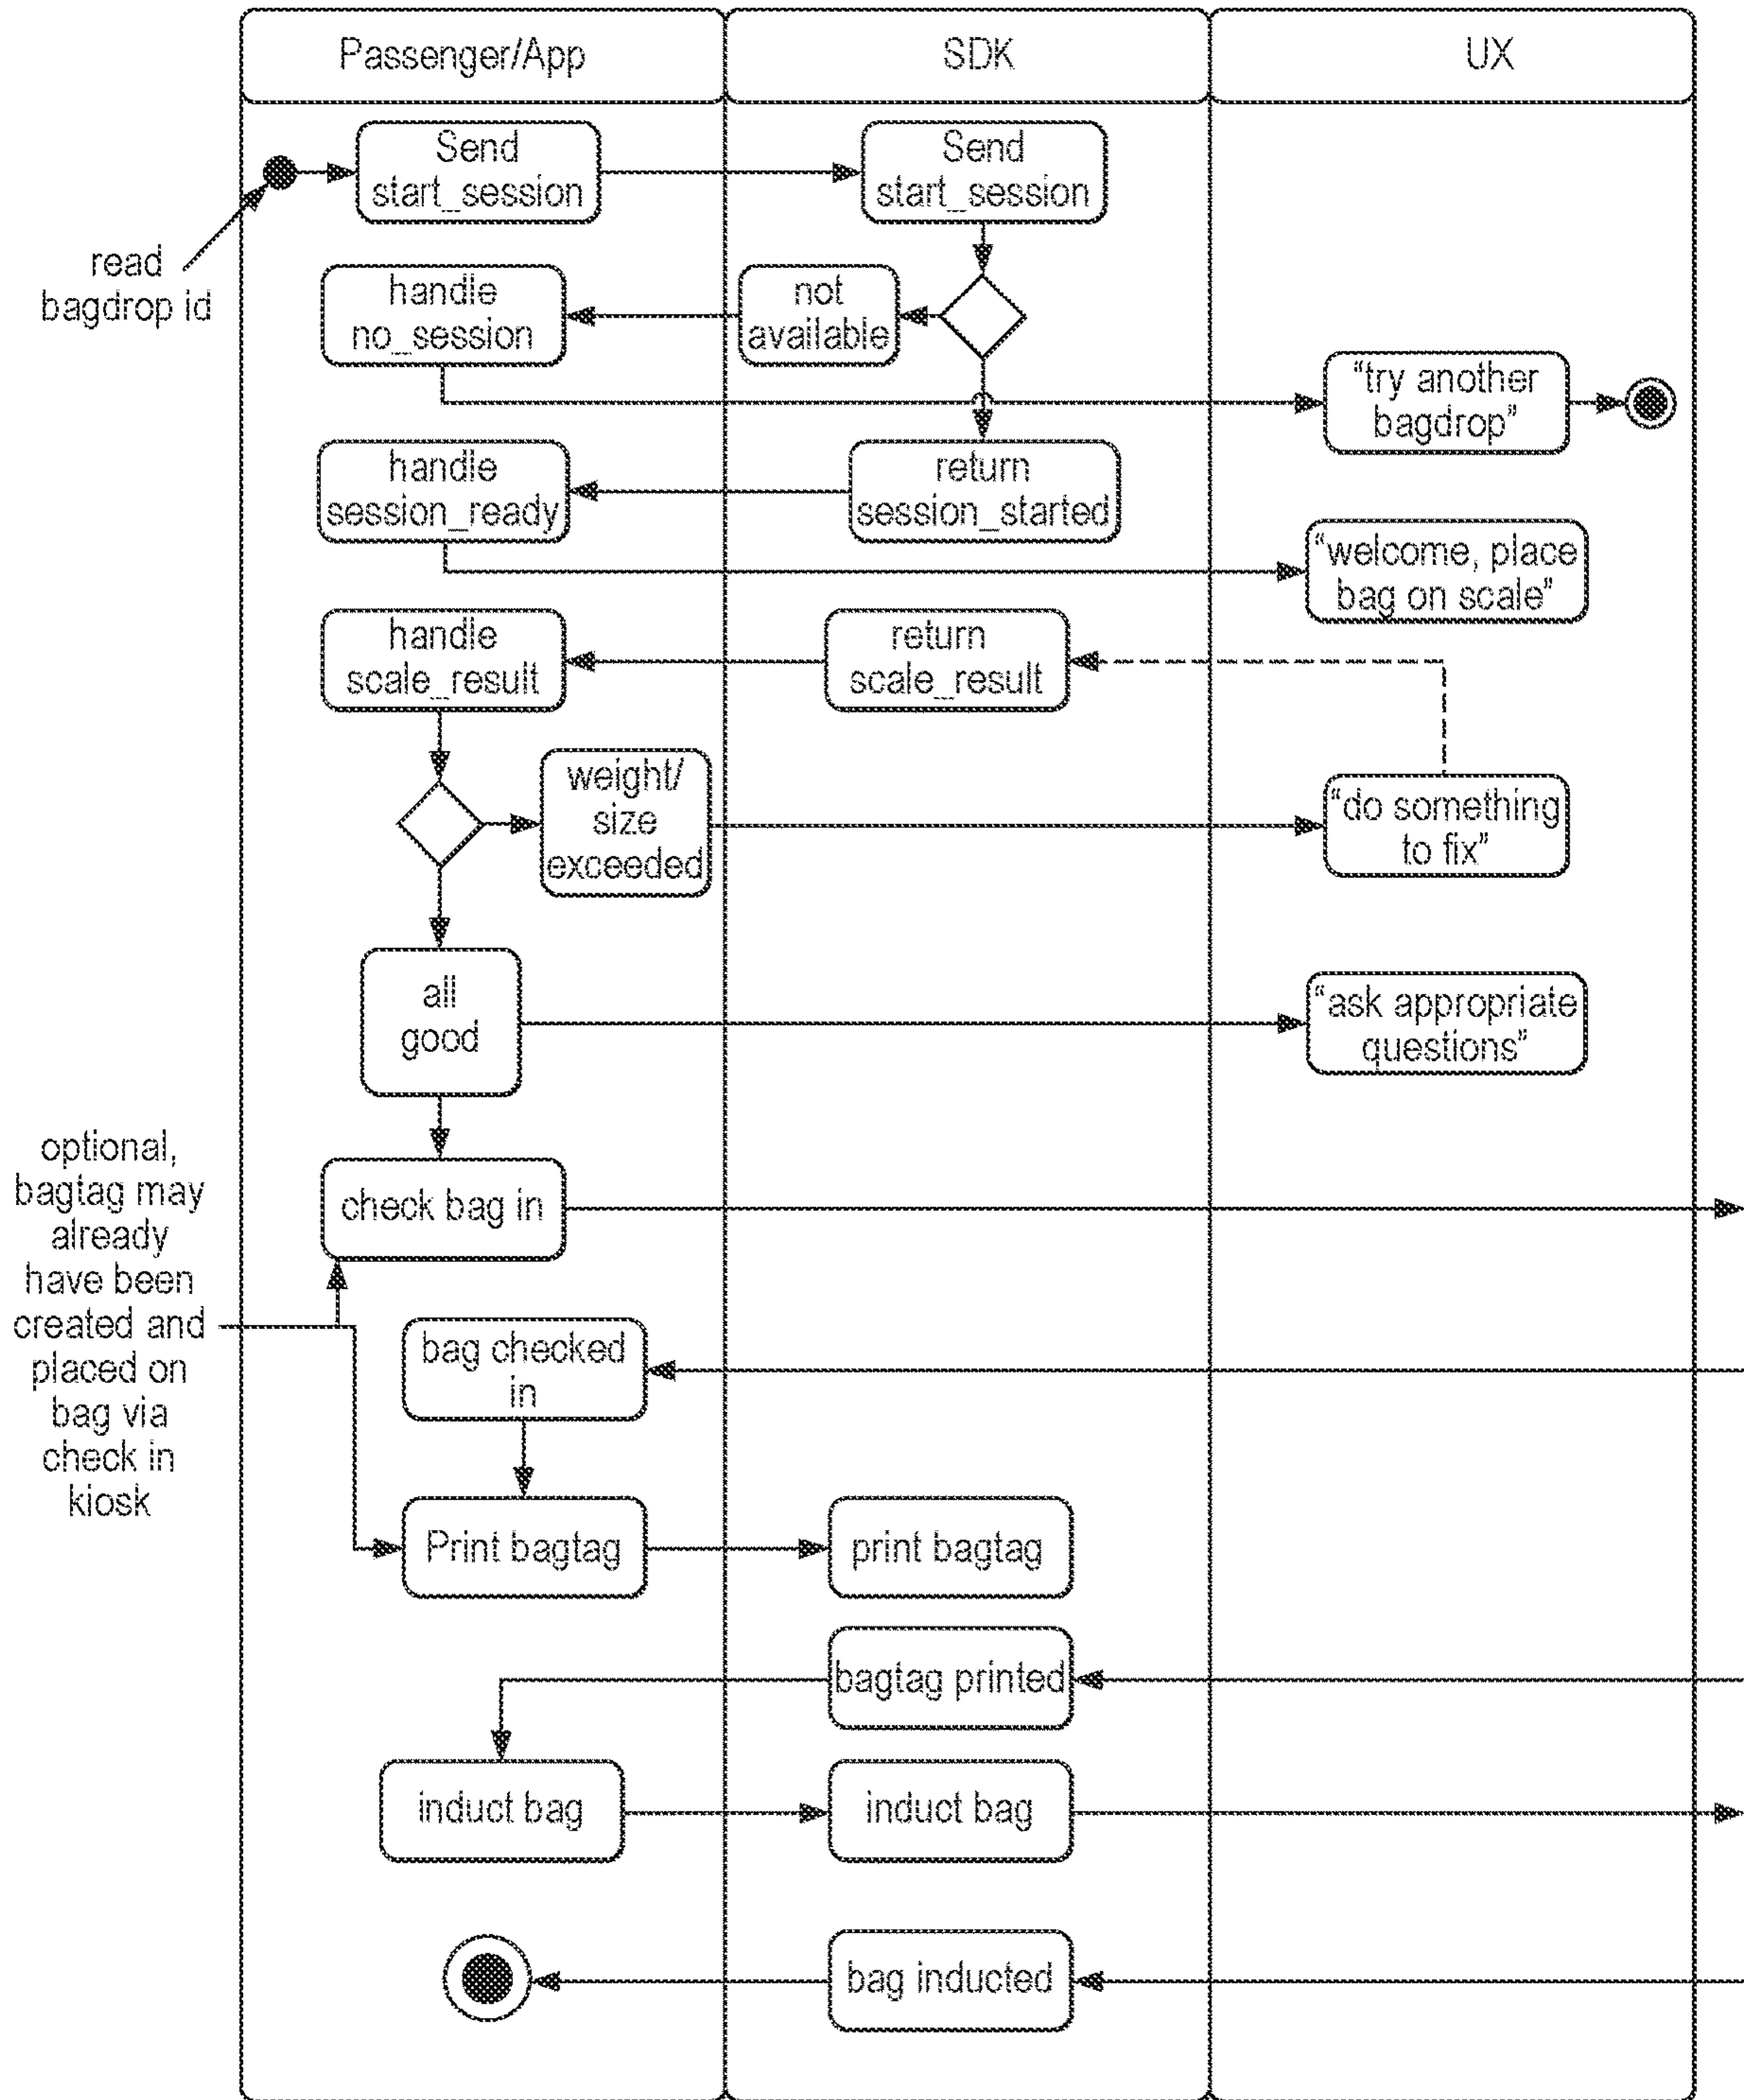 Passenger/App
SDK
UX
Send
start_session
Send
start_session
read
bagdrop id
handle
no_session
not
available
"try another
bagdrop"
handle
session_ready
return
session_started
"welcome, place
bag on scale"
handle
scale_result
return
scale_result
weight/
size
exceeded
"do something
to fix"
all
good
"ask appropriate
questions"
optional,
bagtag may
already
have been
created and
placed on
bag via
check in
kiosk
check bag in
bag checked
in
Print bagtag
print bagtag
bagtag printed
induct bag
induct bag
bag inducted